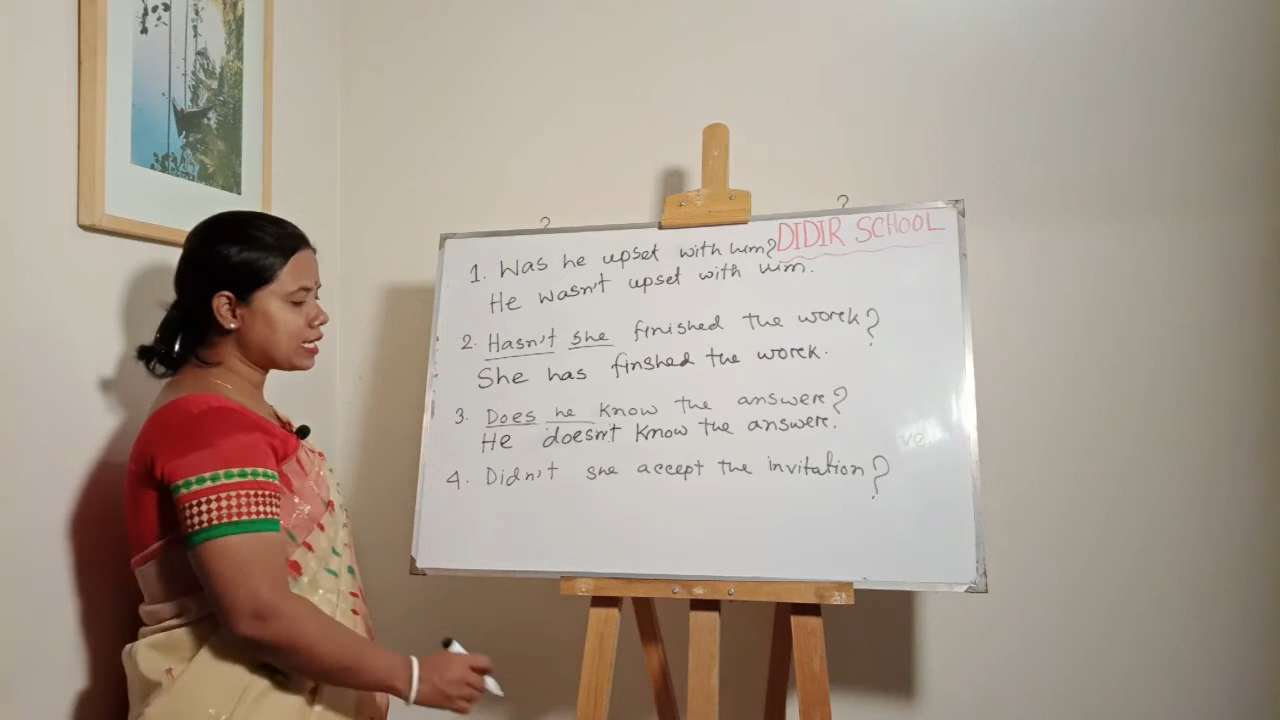 DIDIR SCHOOL
1. Was he upset with him?
He wasn't upset with him.
2. Hasn't she finished the work?
She has finshed the work.
3. Does he know the answer?
He doesn't know the answer.
4. Didn't she accept the invitation?